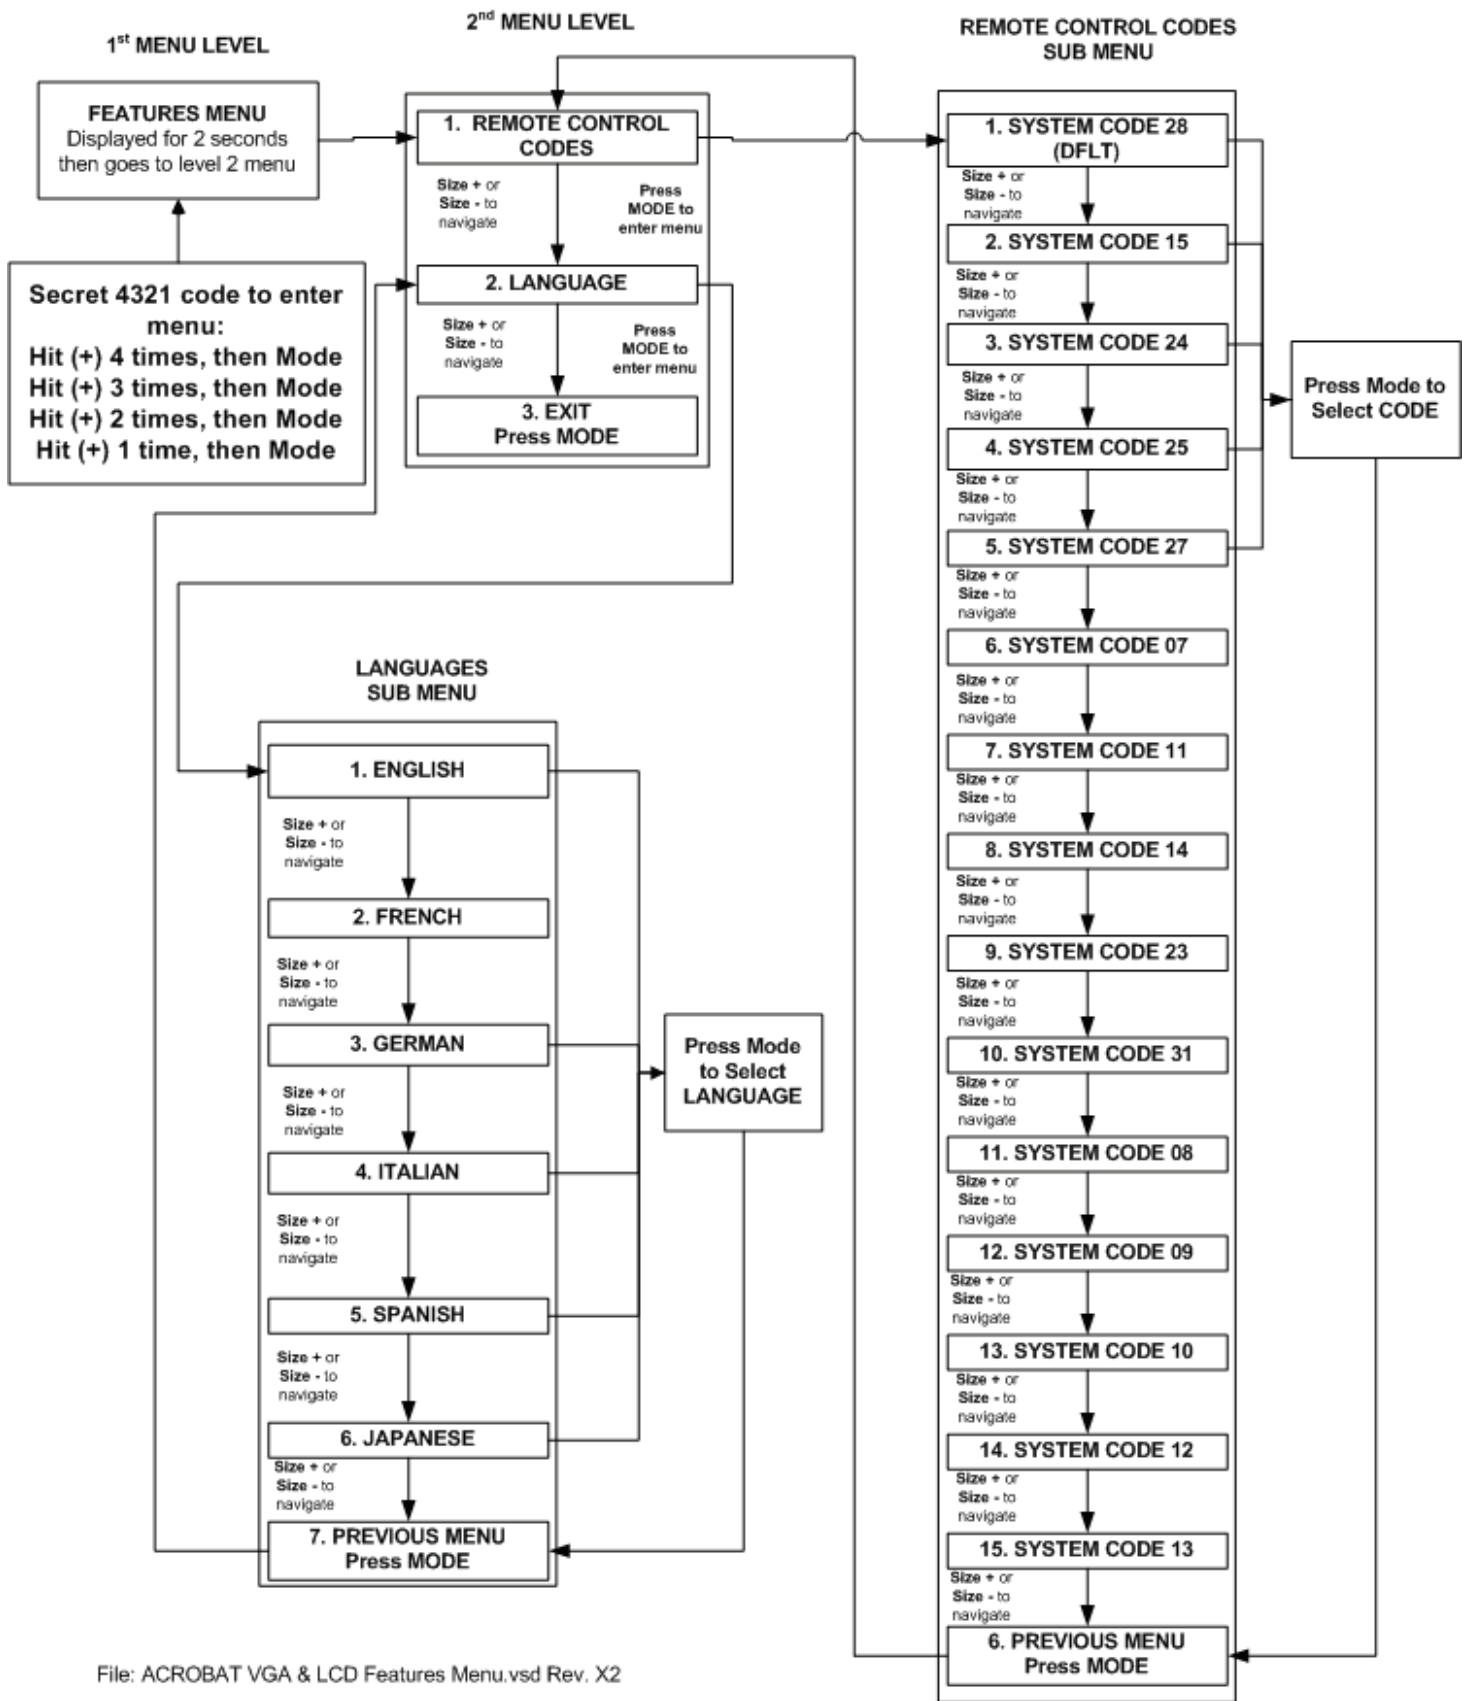 1st MENU LEVEL
FEATURES MENU
Displayed for 2 seconds
then goes to level 2 menu
Secret 4321 code to enter
menu:
Hit (+) 4 times, then Mode
Hit (+) 3 times, then Mode
Hit (+) 2 times, then Mode
Hit (+) 1 time, then Mode
2nd MENU LEVEL
1. REMOTE CONTROL
CODES
Size + or
Size - to
navigate
Press
MODE to
enter menu
2. LANGUAGE
Size + or
Size - to
navigate
Press
MODE to
enter menu
3. EXIT
Press MODE
LANGUAGES
SUB MENU
1. ENGLISH
Size + or
Size - to
navigate
2. FRENCH
Size + or
Size - to
navigate
3. GERMAN
Size + or
Size - to
navigate
4. ITALIAN
Size + or
Size - to
navigate
5. SPANISH
Size + or
Size - to
navigate
6. JAPANESE
Size + or
Size - to
navigate
7. PREVIOUS MENU
Press MODE
Press Mode
to Select
LANGUAGE
REMOTE CONTROL CODES
SUB MENU
1. SYSTEM CODE 28
(DFLT)
Size + or
Size - to
navigate
2. SYSTEM CODE 15
Size + or
Size - to
navigate
3. SYSTEM CODE 24
Size + or
Size - to
navigate
4. SYSTEM CODE 25
Size + or
Size - to
navigate
5. SYSTEM CODE 27
Size + or
Size - to
navigate
6. SYSTEM CODE 07
Size + or
Size - to
navigate
7. SYSTEM CODE 11
Size + or
Size - to
navigate
8. SYSTEM CODE 14
Size + or
Size - to
navigate
9. SYSTEM CODE 23
Size + or
Size - to
navigate
10. SYSTEM CODE 31
Size + or
Size - to
navigate
11. SYSTEM CODE 08
Size + or
Size - to
navigate
12. SYSTEM CODE 09
Size + or
Size - to
navigate
13. SYSTEM CODE 10
Size + or
Size - to
navigate
14. SYSTEM CODE 12
Size + or
Size - to
navigate
15. SYSTEM CODE 13
Size + or
Size - to
navigate
6. PREVIOUS MENU
Press MODE
Press Mode to
Select CODE
File: ACROBAT VGA & LCD Features Menu.vsd Rev. X2